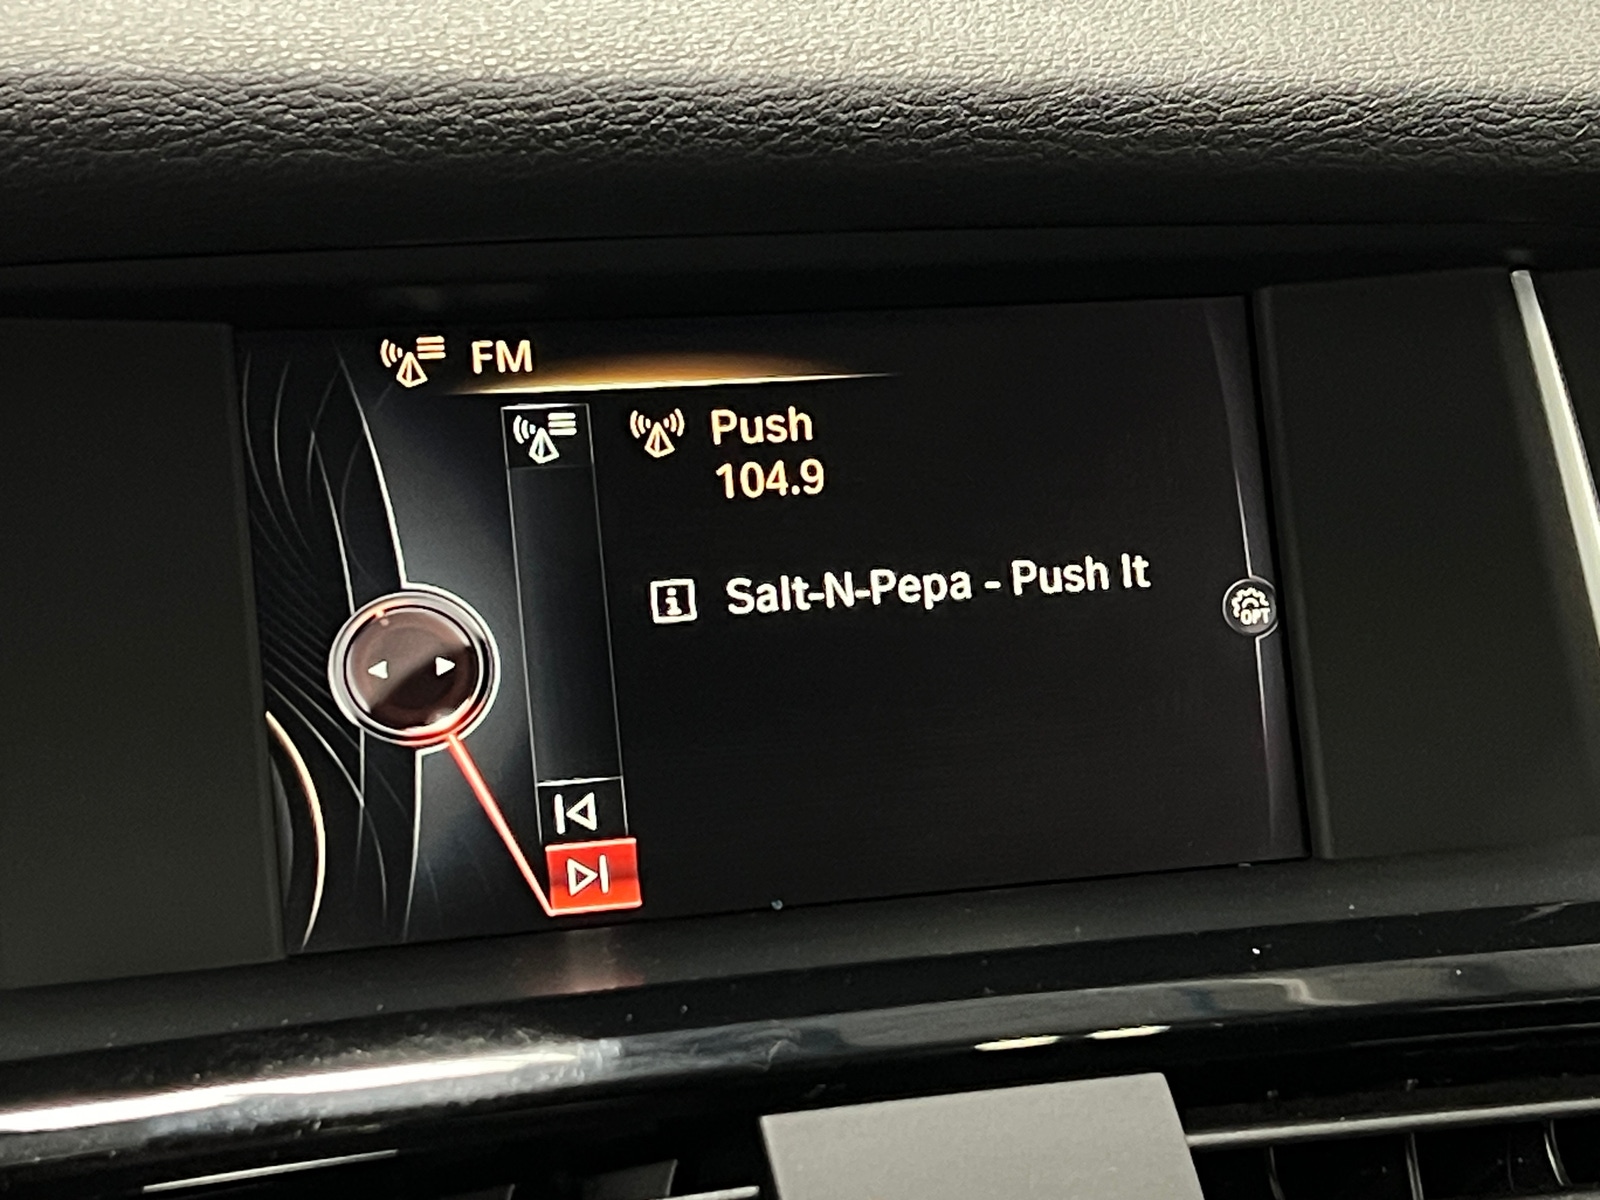 FM
Push
104.9
Salt-N-Pepa - Push It
OPT